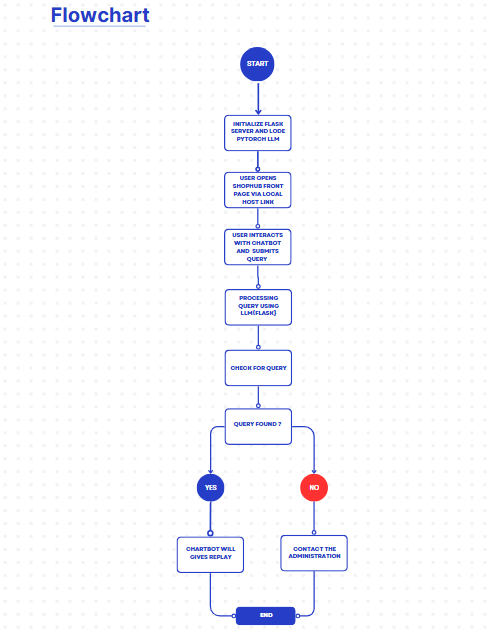 Flowchart
START
INITIALIZE FLASK
SERVER AND LODE
PYTORCH LLM
USER OPENS
SHOPHUB FRONT
PAGE VIA LOCAL
HOST LINK
USER INTERACTS
WITH CHATBOT
AND SUBMITS
QUERY
PROCESSING
QUERY USING
LLM(FLASK)
CHECK FOR QUERY
QUERY FOUND ?
YES
NO
CHARTBOT WILL
GIVES REPLAY
CONTACT THE
ADMINISTRATION
END